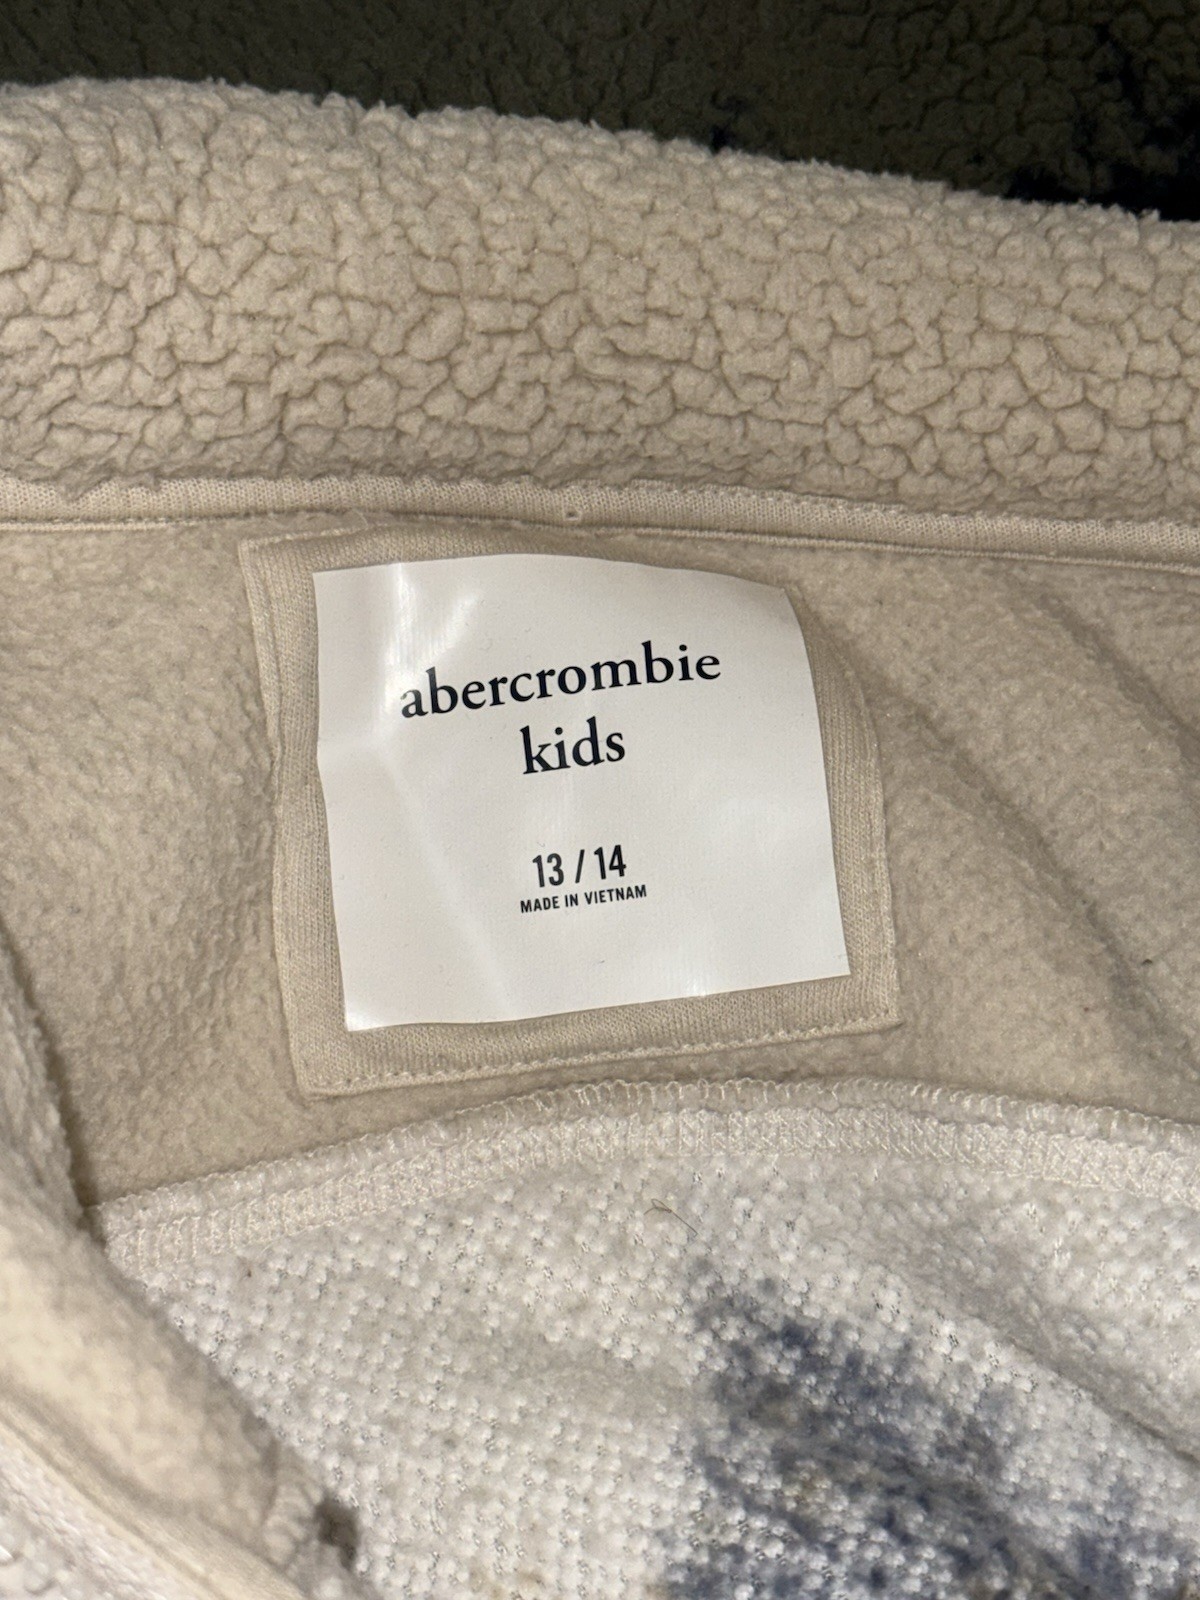 abercrombie
kids
13 / 14
MADE IN VIETNAM